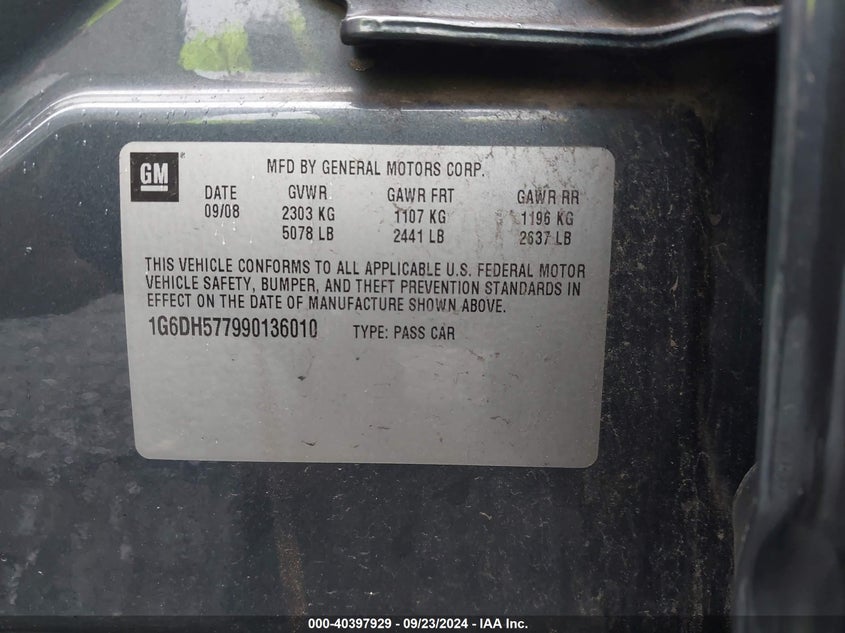 GM
MFD BY GENERAL MOTORS CORP.
DATE GVWR GAWR FRT GAWR RR
09/08 2303 KG 1107 KG 1196 KG
5078 LB 2441 LB 2637 LB
THIS VEHICLE CONFORMS TO ALL APPLICABLE U.S. FEDERAL MOTOR
VEHICLE SAFETY, BUMPER, AND THEFT PREVENTION STANDARDS IN
EFFECT ON THE DATE OF MANUFACTURE SHOWN ABOVE.
1G6DH577990136010 TYPE: PASS CAR
000-40397929 - 09/23/2024 - IAA Inc.